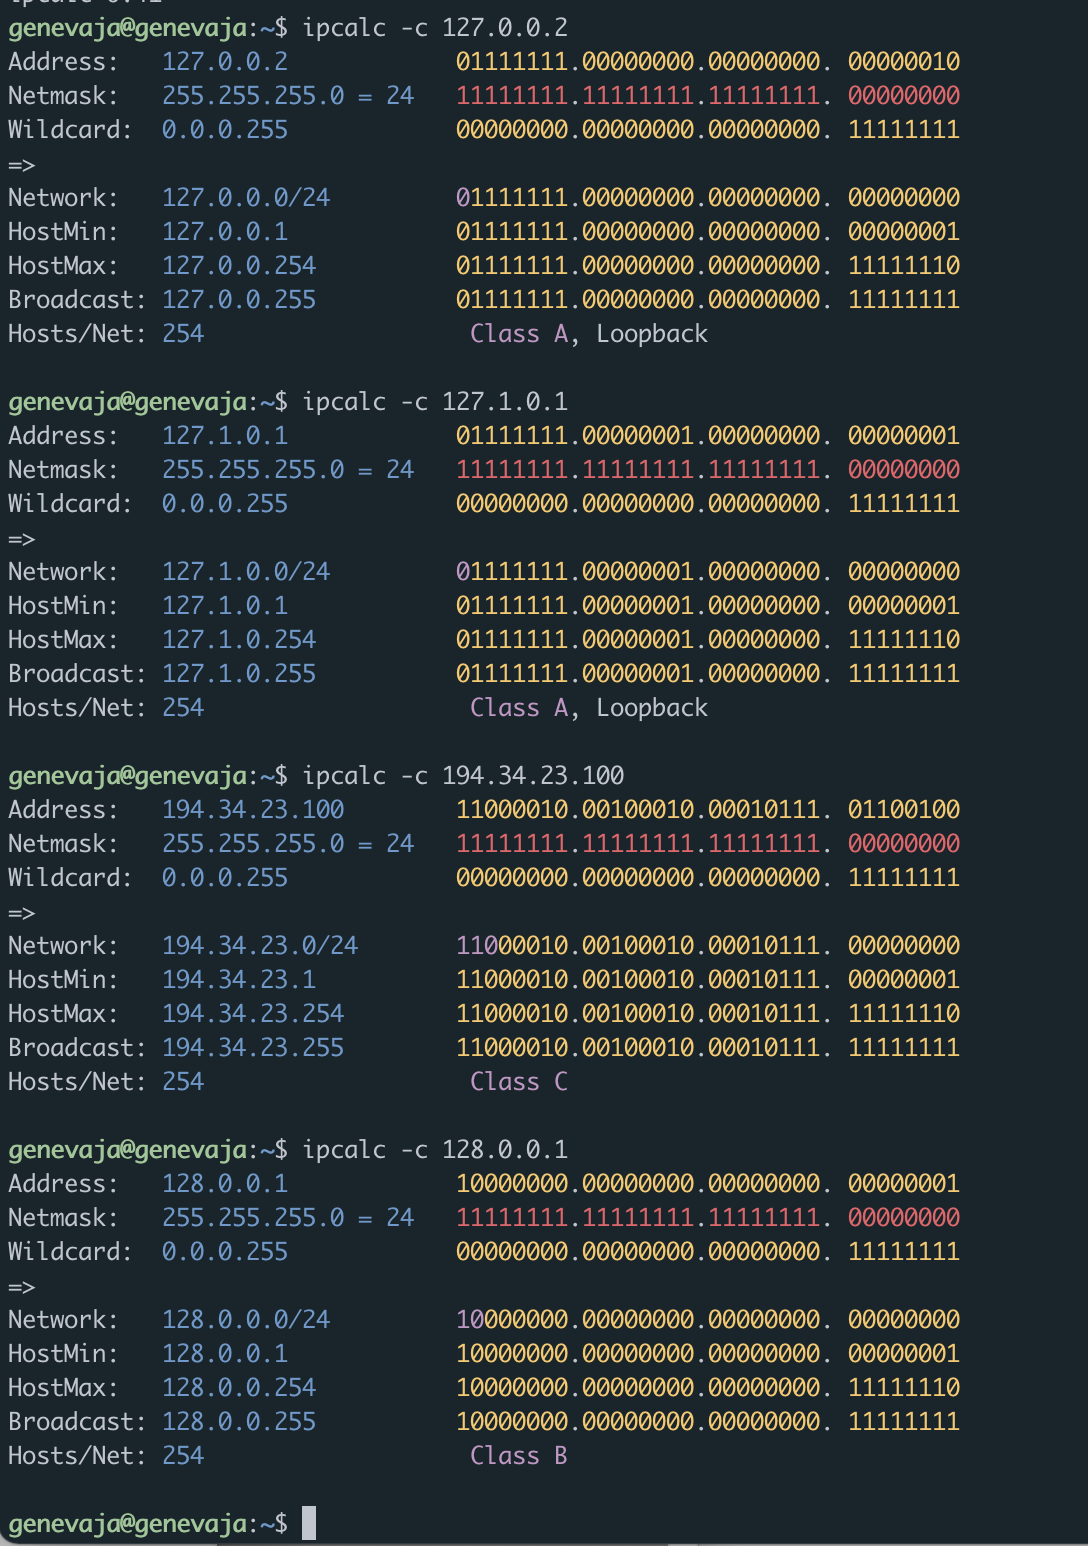 genevaja@genevaja:~$ ipcalc -c 127.0.0.2
Address:   127.0.0.2            01111111.00000000.00000000. 00000010
Netmask:   255.255.255.0 = 24   11111111.11111111.11111111. 00000000
Wildcard:  0.0.0.255            00000000.00000000.00000000. 11111111
=>
Network:   127.0.0.0/24         01111111.00000000.00000000. 00000000
HostMin:   127.0.0.1            01111111.00000000.00000000. 00000001
HostMax:   127.0.0.254          01111111.00000000.00000000. 11111110
Broadcast: 127.0.0.255          01111111.00000000.00000000. 11111111
Hosts/Net: 254                   Class A, Loopback

genevaja@genevaja:~$ ipcalc -c 127.1.0.1
Address:   127.1.0.1            01111111.00000001.00000000. 00000001
Netmask:   255.255.255.0 = 24   11111111.11111111.11111111. 00000000
Wildcard:  0.0.0.255            00000000.00000000.00000000. 11111111
=>
Network:   127.1.0.0/24         01111111.00000001.00000000. 00000000
HostMin:   127.1.0.1            01111111.00000001.00000000. 00000001
HostMax:   127.1.0.254          01111111.00000001.00000000. 11111110
Broadcast: 127.1.0.255          01111111.00000001.00000000. 11111111
Hosts/Net: 254                   Class A, Loopback

genevaja@genevaja:~$ ipcalc -c 194.34.23.100
Address:   194.34.23.100        11000010.00100010.00010111. 01100100
Netmask:   255.255.255.0 = 24   11111111.11111111.11111111. 00000000
Wildcard:  0.0.0.255            00000000.00000000.00000000. 11111111
=>
Network:   194.34.23.0/24       11000010.00100010.00010111. 00000000
HostMin:   194.34.23.1          11000010.00100010.00010111. 00000001
HostMax:   194.34.23.254        11000010.00100010.00010111. 11111110
Broadcast: 194.34.23.255        11000010.00100010.00010111. 11111111
Hosts/Net: 254                   Class C

genevaja@genevaja:~$ ipcalc -c 128.0.0.1
Address:   128.0.0.1            10000000.00000000.00000000. 00000001
Netmask:   255.255.255.0 = 24   11111111.11111111.11111111. 00000000
Wildcard:  0.0.0.255            00000000.00000000.00000000. 11111111
=>
Network:   128.0.0.0/24         10000000.00000000.00000000. 00000000
HostMin:   128.0.0.1            10000000.00000000.00000000. 00000001
HostMax:   128.0.0.254          10000000.00000000.00000000. 11111110
Broadcast: 128.0.0.255          10000000.00000000.00000000. 11111111
Hosts/Net: 254                   Class B

genevaja@genevaja:~$